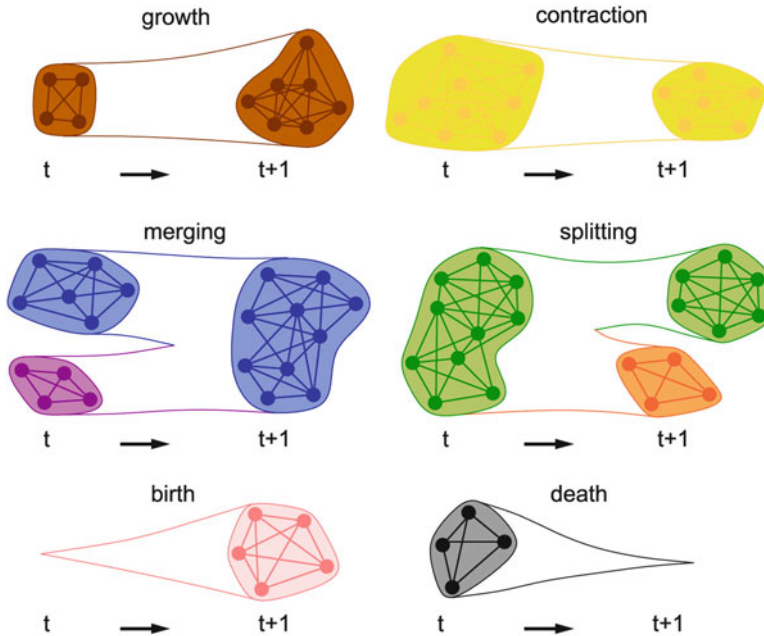 growth
contraction
t
t+1
t
t+1
merging
splitting
t
t+1
t
t+1
birth
death
t
t+1
t
t+1